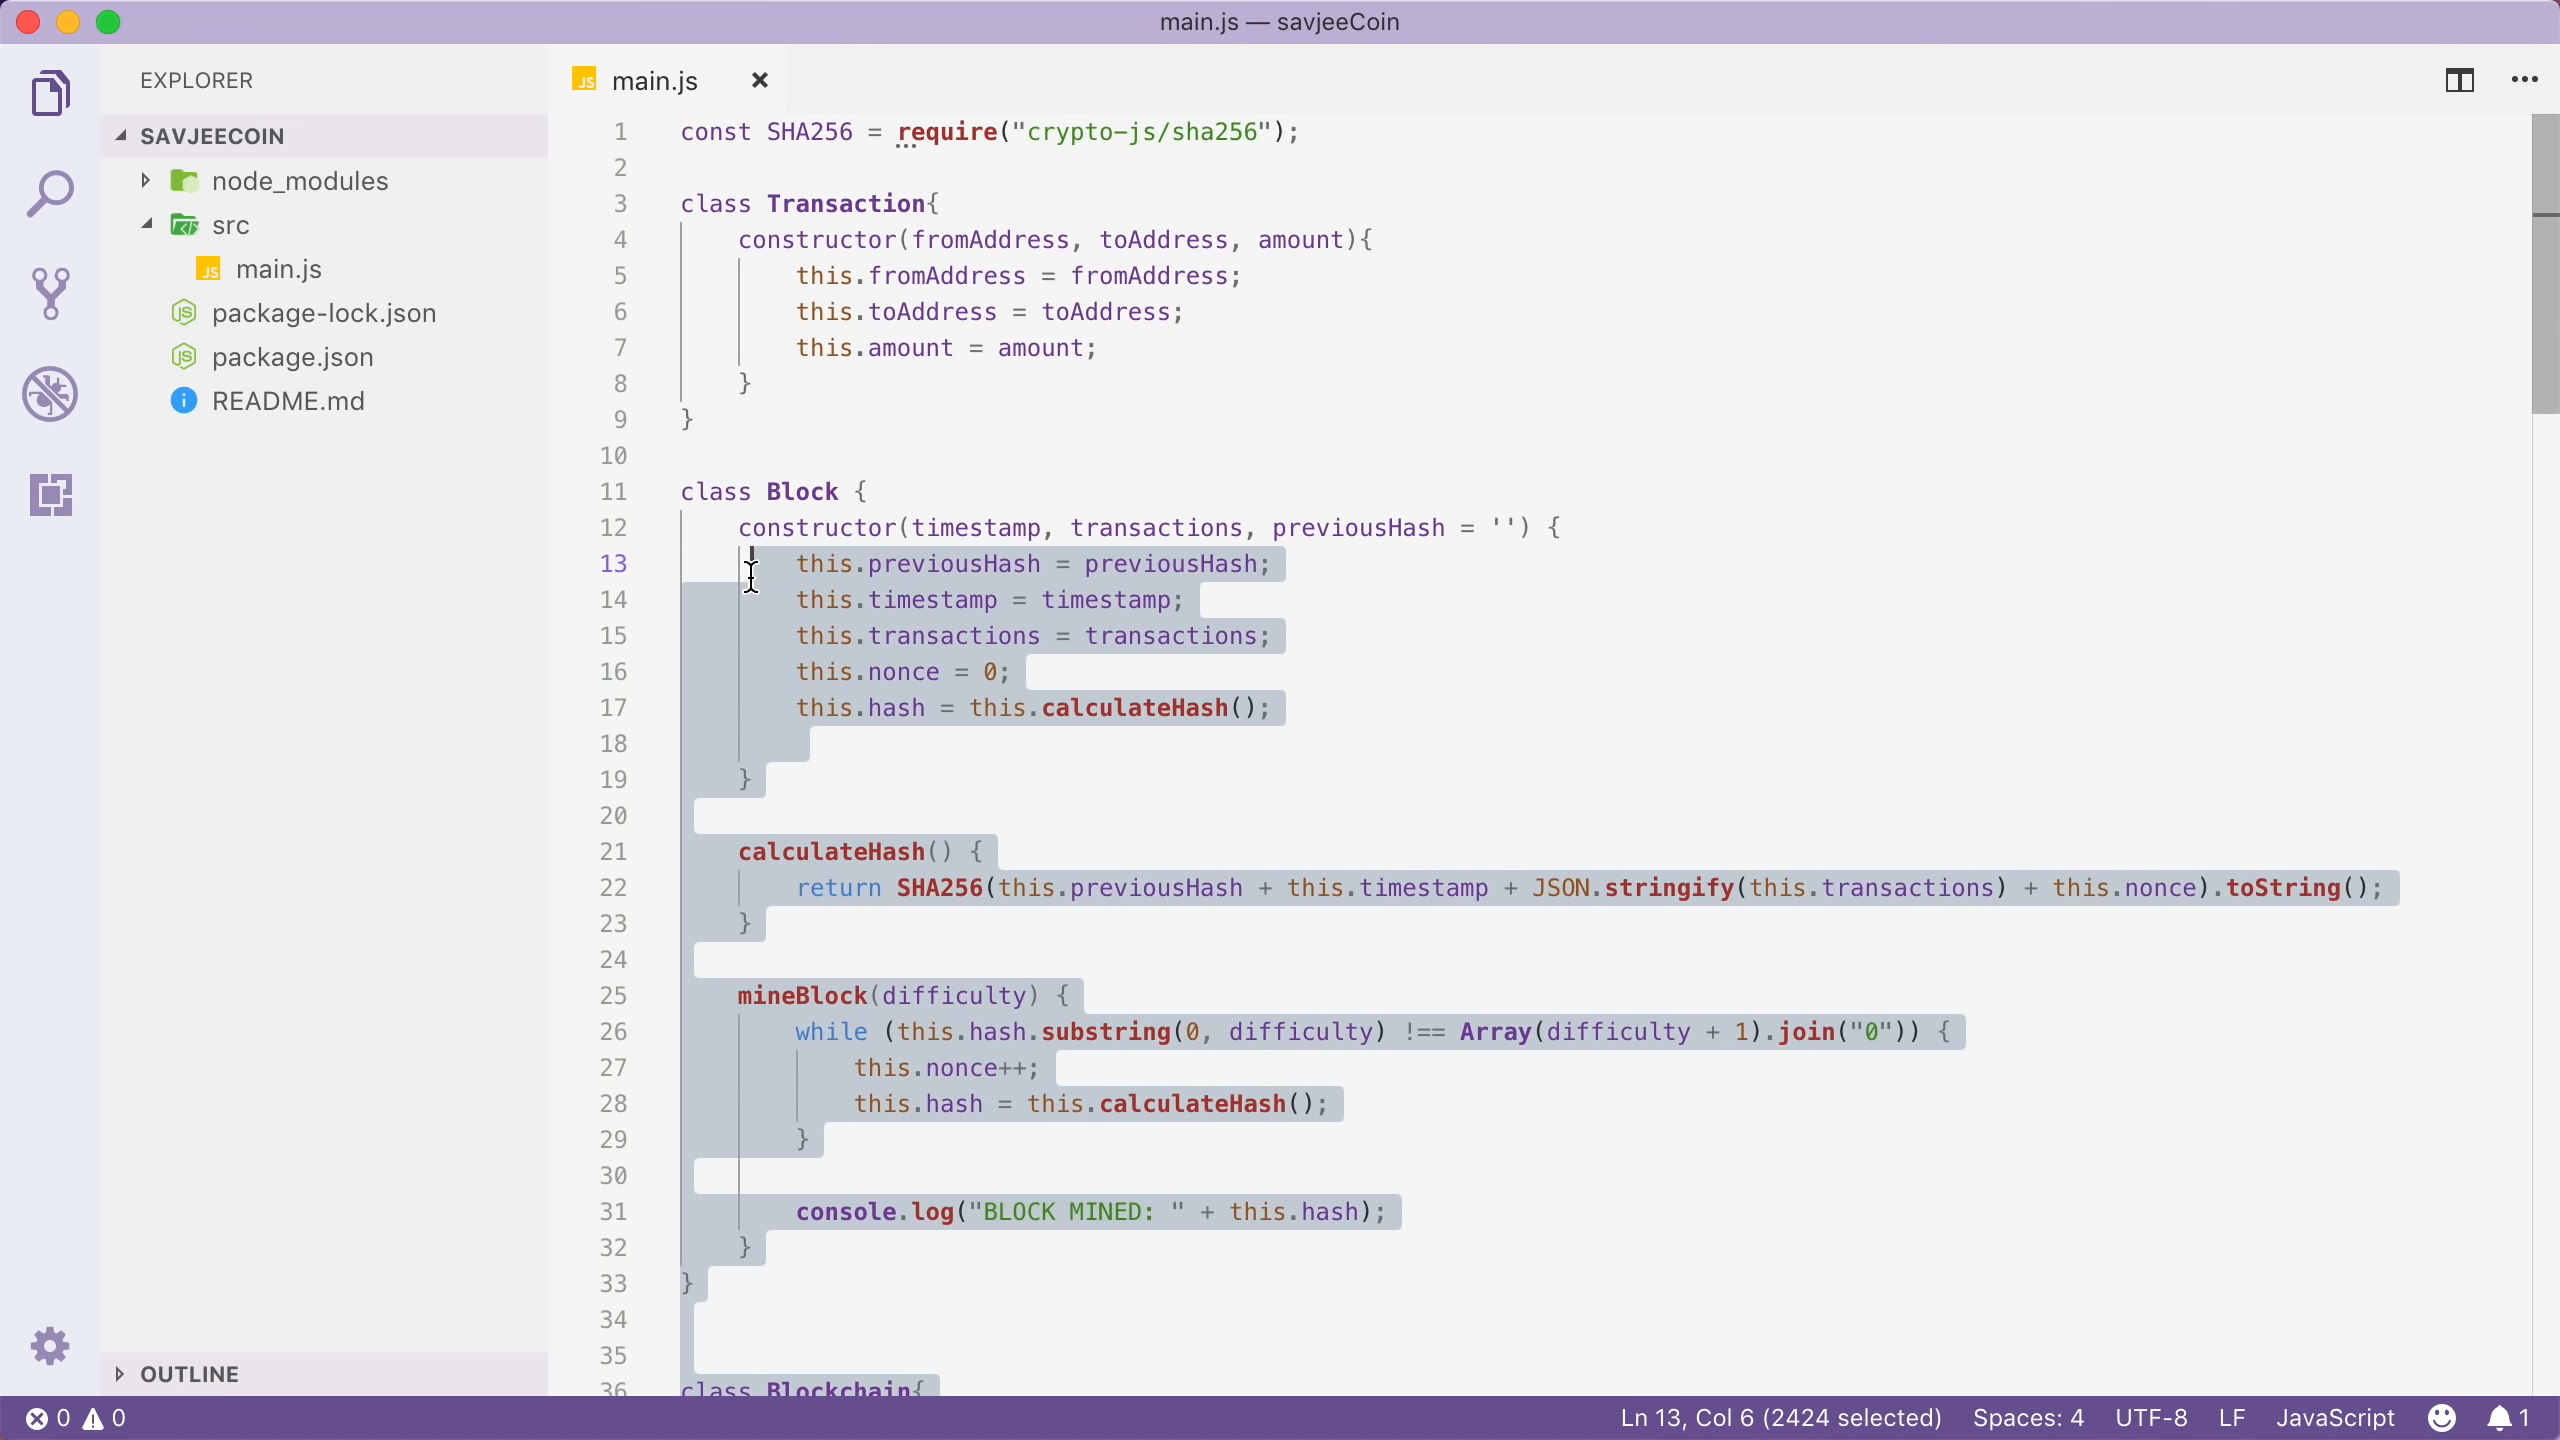 main.js — savjeeCoin
EXPLORER
SAVJEECOIN
node_modules
src
JS main.js
JS package-lock.json
JS package.json
i README.md
OUTLINE
JS main.js
1 const SHA256 = require("crypto-js/sha256");
2
3 class Transaction{
4 constructor(fromAddress, toAddress, amount){
5 this.fromAddress = fromAddress;
6 this.toAddress = toAddress;
7 this.amount = amount;
8 }
9 }
10
11 class Block {
12 constructor(timestamp, transactions, previousHash = '') {
13 this.previousHash = previousHash;
14 this.timestamp = timestamp;
15 this.transactions = transactions;
16 this.nonce = 0;
17 this.hash = this.calculateHash();
18
19 }
20
21 calculateHash() {
22 return SHA256(this.previousHash + this.timestamp + JSON.stringify(this.transactions) + this.nonce).toString();
23 }
24
25 mineBlock(difficulty) {
26 while (this.hash.substring(0, difficulty) !== Array(difficulty + 1).join("0")) {
27 this.nonce++;
28 this.hash = this.calculateHash();
29 }
30
31 console.log("BLOCK MINED: " + this.hash);
32 }
33 }
34
35
36 class Blockchain{
0 0
Ln 13, Col 6 (2424 selected) Spaces: 4 UTF-8 LF JavaScript 1